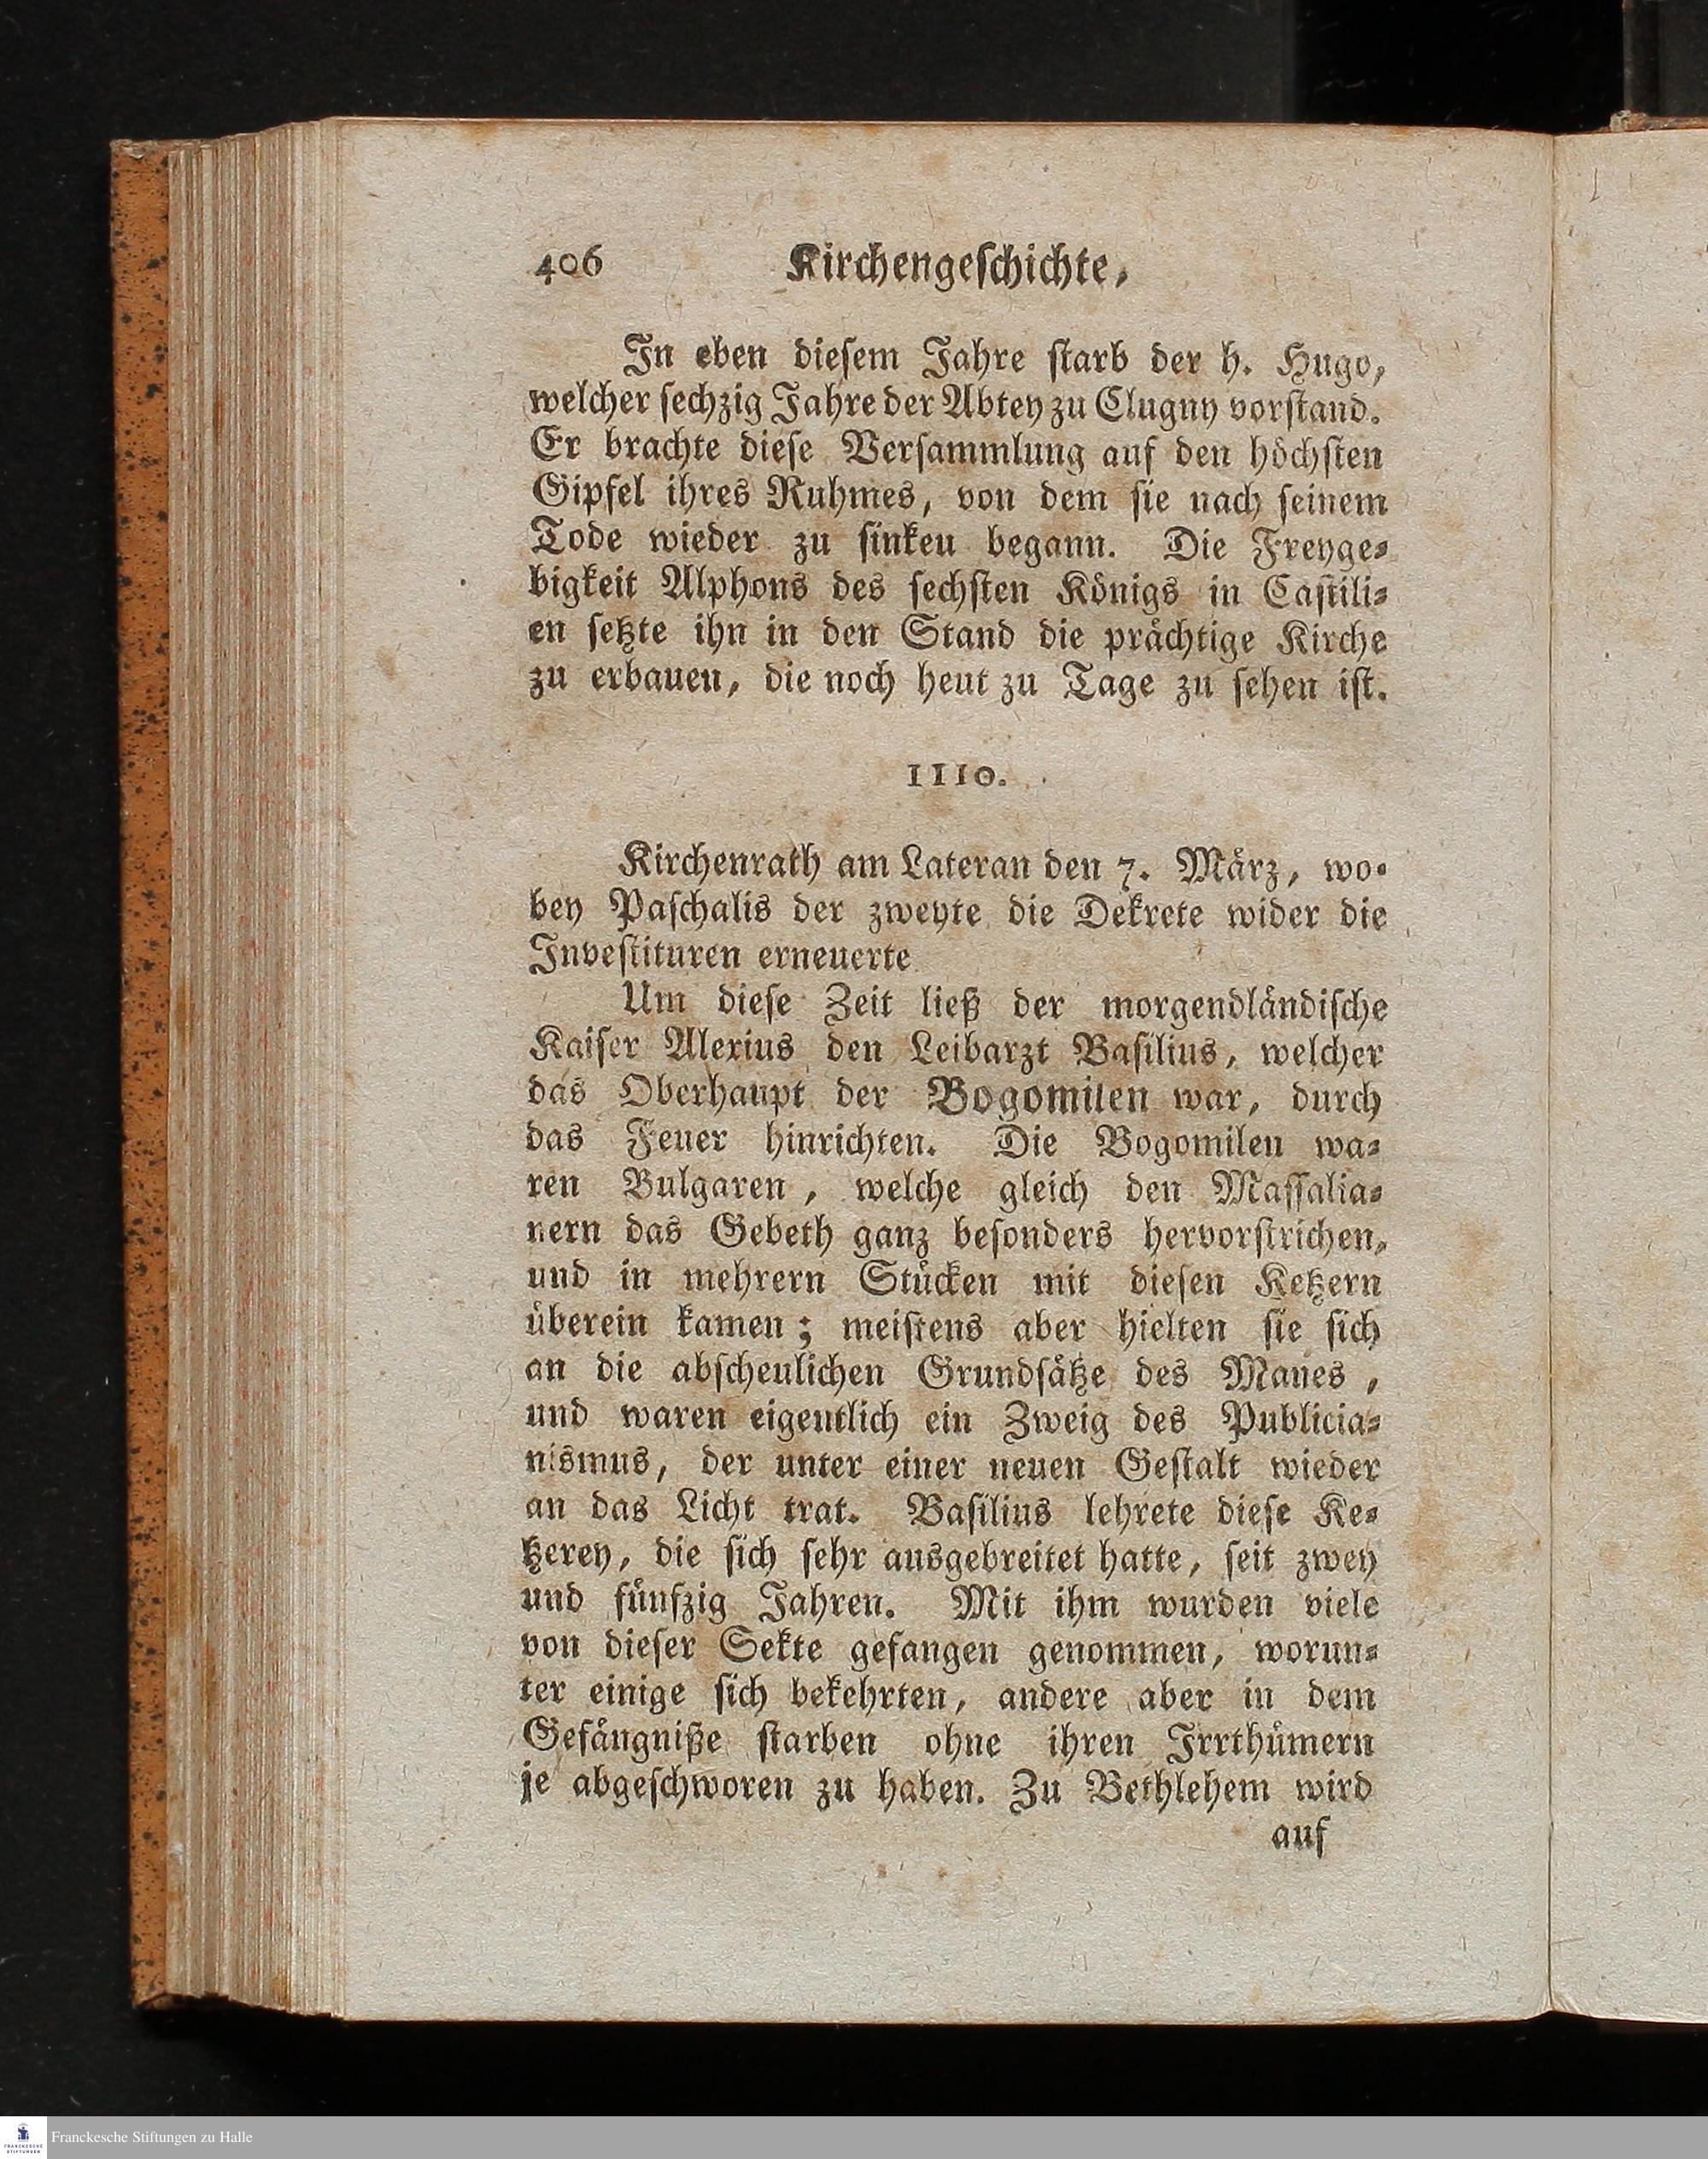 406 Kirchengeschichte,
In eben diesem Jahre starb der h. Hugo,
welcher sechzig Jahre der Abtey zu Clugny vorstand.
Er brachte diese Versammlung auf den höchsten
Gipfel ihres Ruhmes, von dem sie nach seinem
Tode wieder zu sinken begann. Die Freyge⸗
bigkeit Alphons des sechsten Königs in Castili⸗
en setzte ihn in den Stand die prächtige Kirche
zu erbauen, die noch heut zu Tage zu sehen ist.
1110.
Kirchenrath am Lateran den 7. März, wo⸗
bey Paschalis der zweyte die Dekrete wider die
Investituren erneuerte
Um diese Zeit ließ der morgendländische
Kaiser Alexius den Leibarzt Basilius, welcher
das Oberhaupt der Bogomilen war, durch
das Feuer hinrichten. Die Bogomilen wa⸗
ren Bulgaren, welche gleich den Massalia⸗
nern das Gebeth ganz besonders hervorstrichen,
und in mehrern Stücken mit diesen Ketzern
überein kamen; meistens aber hielten sie sich
an die abscheulichen Grundsätze des Manes,
und waren eigentlich ein Zweig des Publicia⸗
nismus, der unter einer neuen Gestalt wieder
an das Licht trat. Basilius lehrete diese Ke⸗
tzerey, die sich sehr ausgebreitet hatte, seit zwey
und fünfzig Jahren. Mit ihm wurden viele
von dieser Sekte gefangen genommen, worun⸗
ter einige sich bekehrten, andere aber in dem
Gefängniße starben ohne ihren Irrthümern
je abgeschworen zu haben. Zu Bethlehem wird
auf
FRANCKESCHE STIFTUNGEN
Franckesche Stiftungen zu Halle